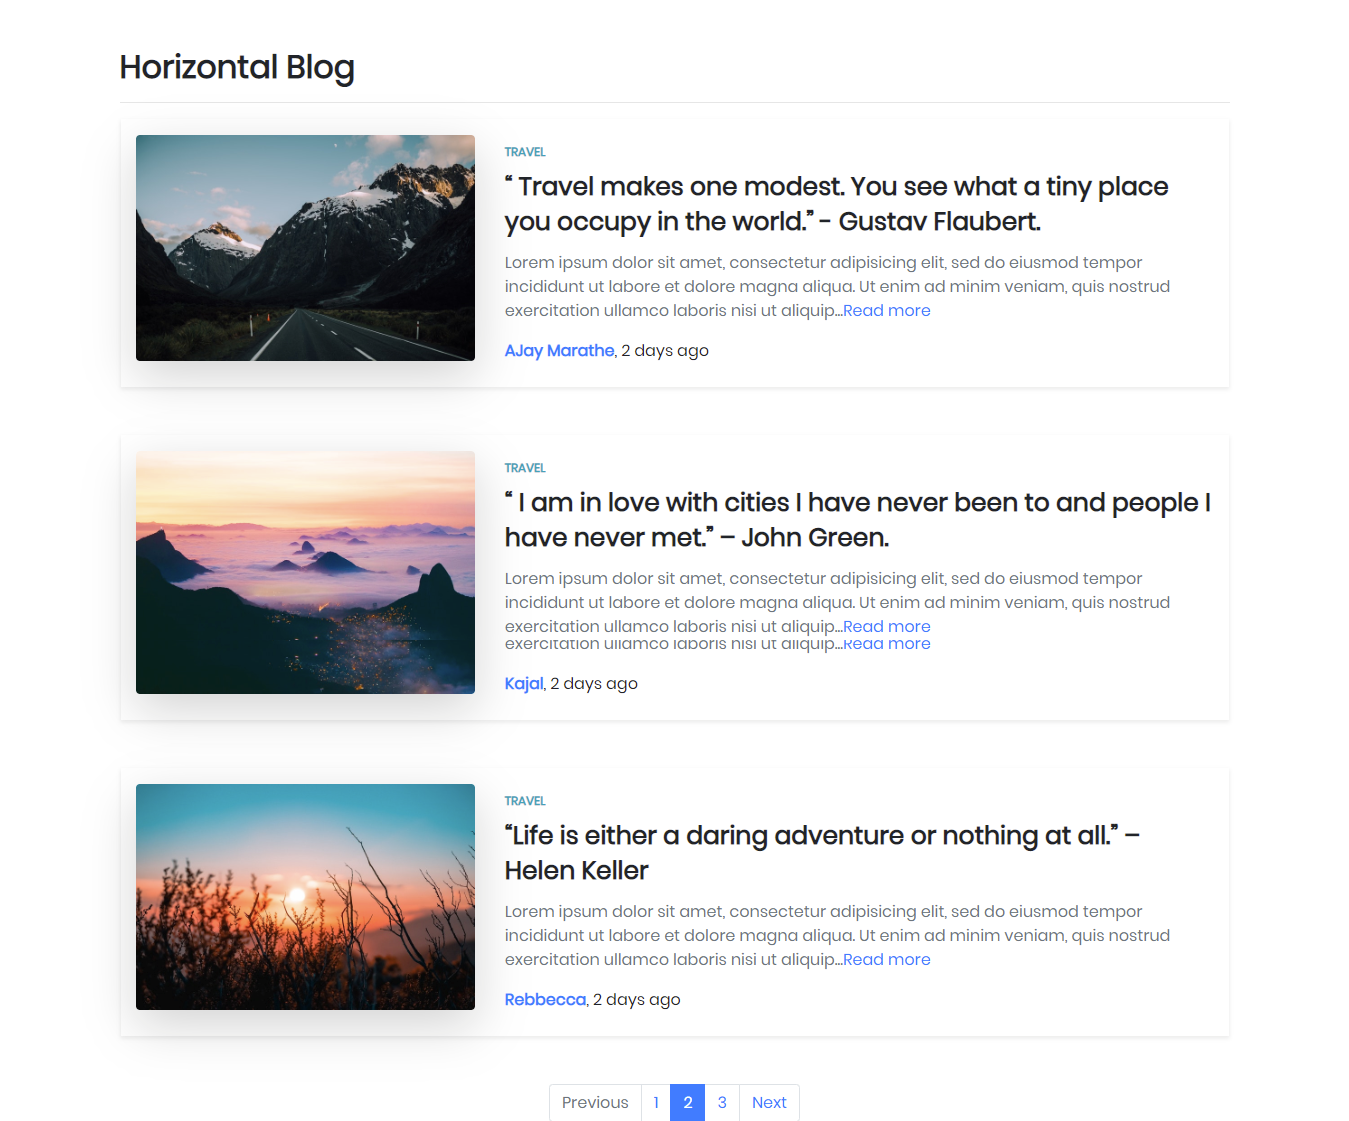 Horizontal Blog
TRAVEL
“ Travel makes one modest. You see what a tiny place
you occupy in the world.” - Gustav Flaubert.
Lorem ipsum dolor sit amet, consectetur adipisicing elit, sed do eiusmod tempor
incididunt ut labore et dolore magna aliqua. Ut enim ad minim veniam, quis nostrud
exercitation ullamco laboris nisi ut aliquip...Read more
AJay Marathe, 2 days ago
TRAVEL
“ I am in love with cities I have never been to and people I
have never met.” – John Green.
Lorem ipsum dolor sit amet, consectetur adipisicing elit, sed do eiusmod tempor
incididunt ut labore et dolore magna aliqua. Ut enim ad minim veniam, quis nostrud
exercitation ullamco laboris nisi ut aliquip...Read more
exercitation ullamco laboris nisi ut aliquip...Read more
Kajal, 2 days ago
TRAVEL
“Life is either a daring adventure or nothing at all.” –
Helen Keller
Lorem ipsum dolor sit amet, consectetur adipisicing elit, sed do eiusmod tempor
incididunt ut labore et dolore magna aliqua. Ut enim ad minim veniam, quis nostrud
exercitation ullamco laboris nisi ut aliquip...Read more
Rebbecca, 2 days ago
Previous 1 2 3 Next